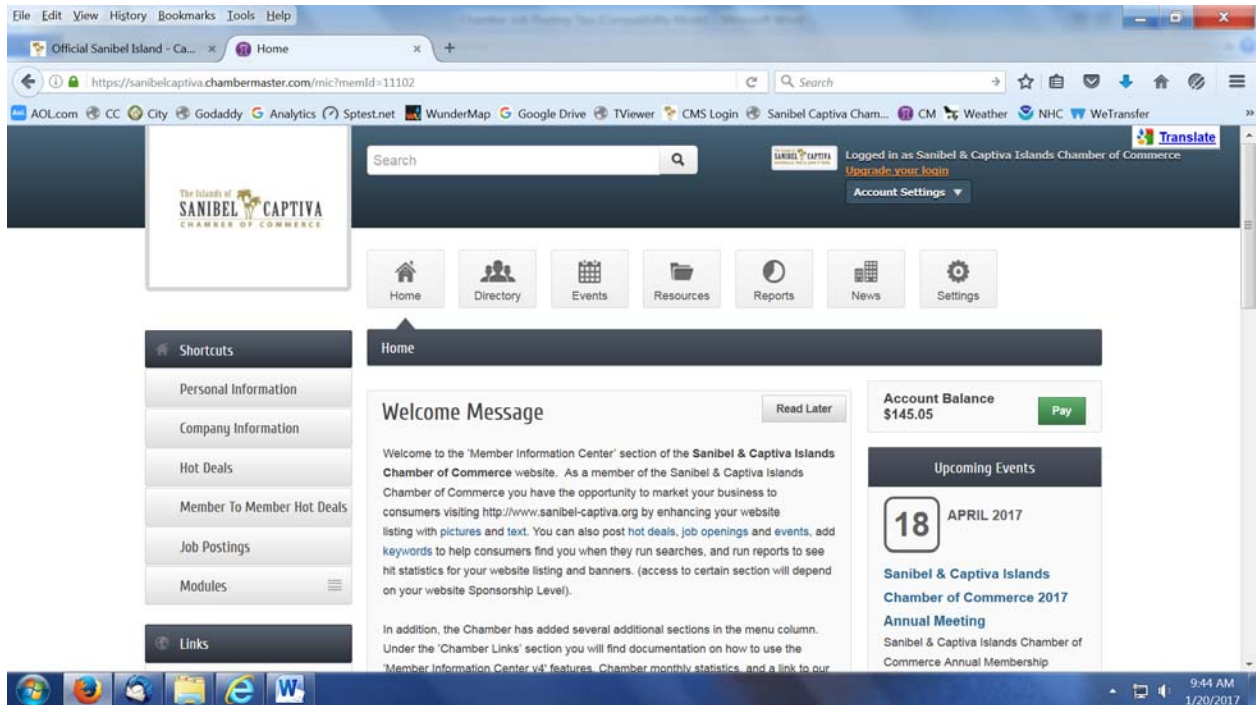 File Edit View History Bookmarks Tools Help
Chamber Job Posting Tips [Compatibility Mode] - Microsoft Word
Official Sanibel Island - Ca... × Home × +
https://sanibelcaptiva.chambermaster.com/mic?memId=11102 Search
AOL.com CC City Godaddy Analytics Sptest.net WunderMap Google Drive TViewer CMS Login Sanibel Captiva Cham... CM Weather NHC WeTransfer »
Translate
Search
Logged in as Sanibel & Captiva Islands Chamber of Commerce
Upgrade your login
Account Settings
The Islands of
SANIBEL CAPTIVA
CHAMBER OF COMMERCE
SANIBEL CAPTIVA
Home Directory Events Resources Reports News Settings
Shortcuts
Personal Information
Company Information
Hot Deals
Member To Member Hot Deals
Job Postings
Modules
Links
Home
Welcome Message
Read Later
Welcome to the 'Member Information Center' section of the Sanibel & Captiva Islands
Chamber of Commerce website. As a member of the Sanibel & Captiva Islands
Chamber of Commerce you have the opportunity to market your business to
consumers visiting http://www.sanibel-captiva.org by enhancing your website
listing with pictures and text. You can also post hot deals, job openings and events, add
keywords to help consumers find you when they run searches, and run reports to see
hit statistics for your website listing and banners. (access to certain section will depend
on your website Sponsorship Level).
In addition, the Chamber has added several additional sections in the menu column.
Under the 'Chamber Links' section you will find documentation on how to use the
'Member Information Center v4' features, Chamber monthly statistics, and a link to our
Account Balance
$145.05
Pay
Upcoming Events
18 APRIL 2017
Sanibel & Captiva Islands
Chamber of Commerce 2017
Annual Meeting
Sanibel & Captiva Islands Chamber of
Commerce Annual Membership
9:44 AM
1/20/2017